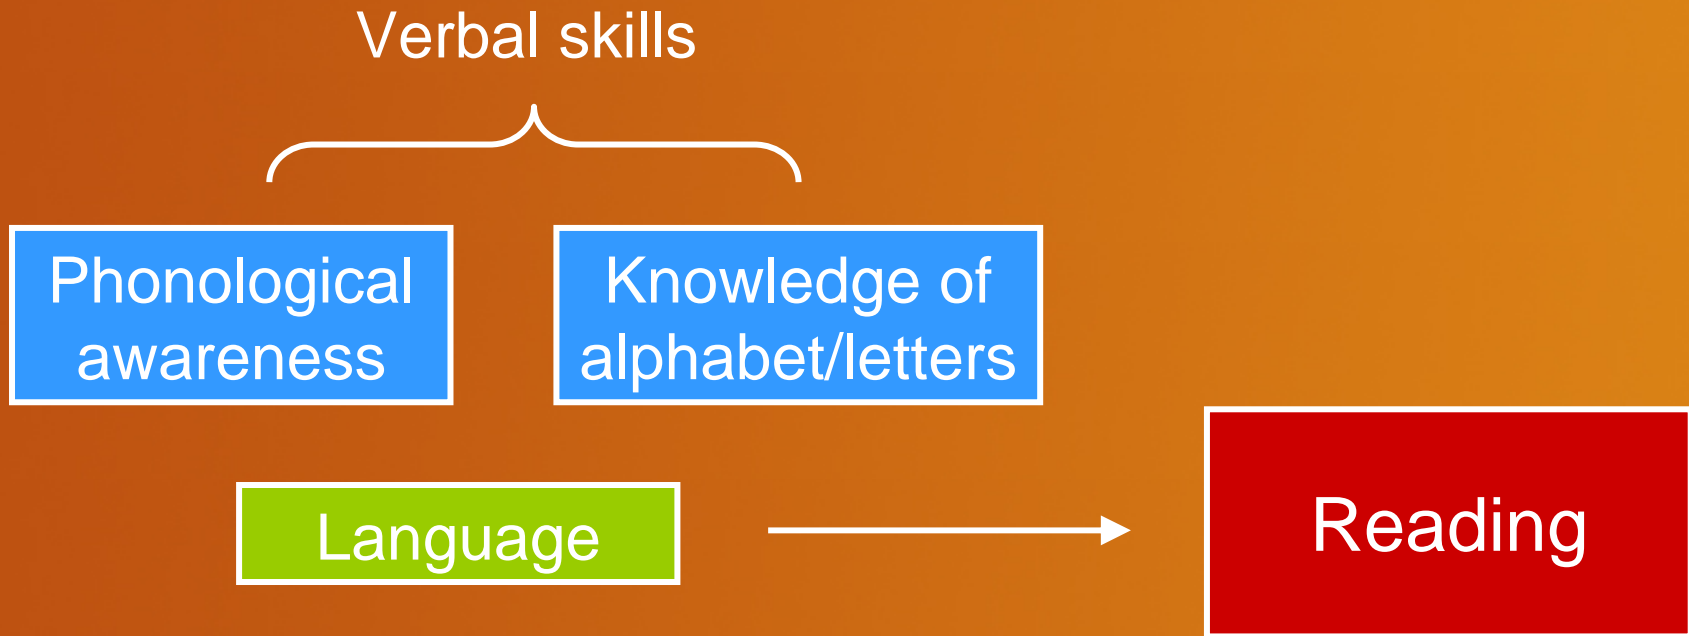 Verbal skills
Phonological
awareness
Knowledge of
alphabet/letters
Language
Reading